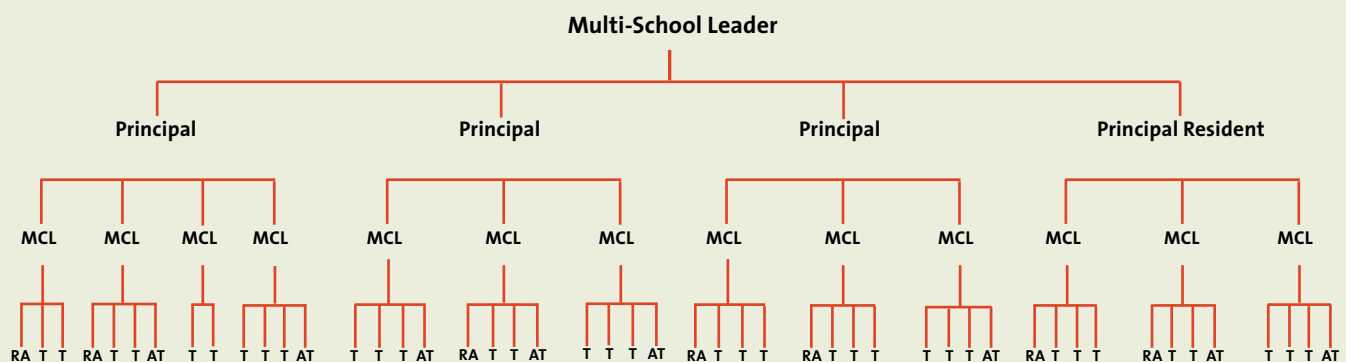 Multi-School Leader
Principal Principal Principal Principal Resident
MCL MCL MCL MCL MCL MCL MCL MCL MCL MCL MCL MCL MCL
RA T T RA T T AT T T T T T AT T T T AT RA T T AT T T T AT RA T T T RA T T T T T T AT RA T T T RA T T AT T T T AT